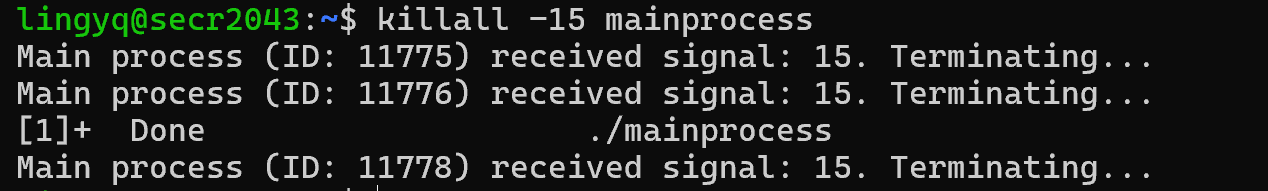 lingyq@secr2043:~$ killall -15 mainprocess
Main process (ID: 11775) received signal: 15. Terminating...
Main process (ID: 11776) received signal: 15. Terminating...
[1]+  Done                    ./mainprocess
Main process (ID: 11778) received signal: 15. Terminating...